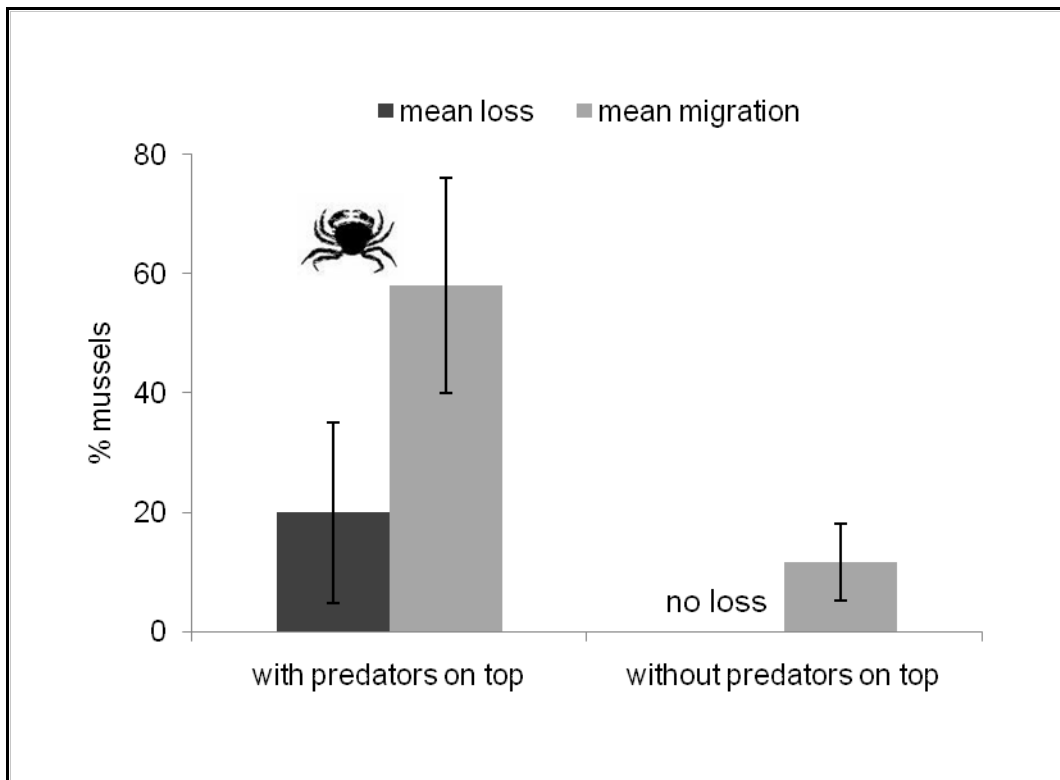 mean loss mean migration
80
60
40
20
0
% mussels
no loss
with predators on top without predators on top